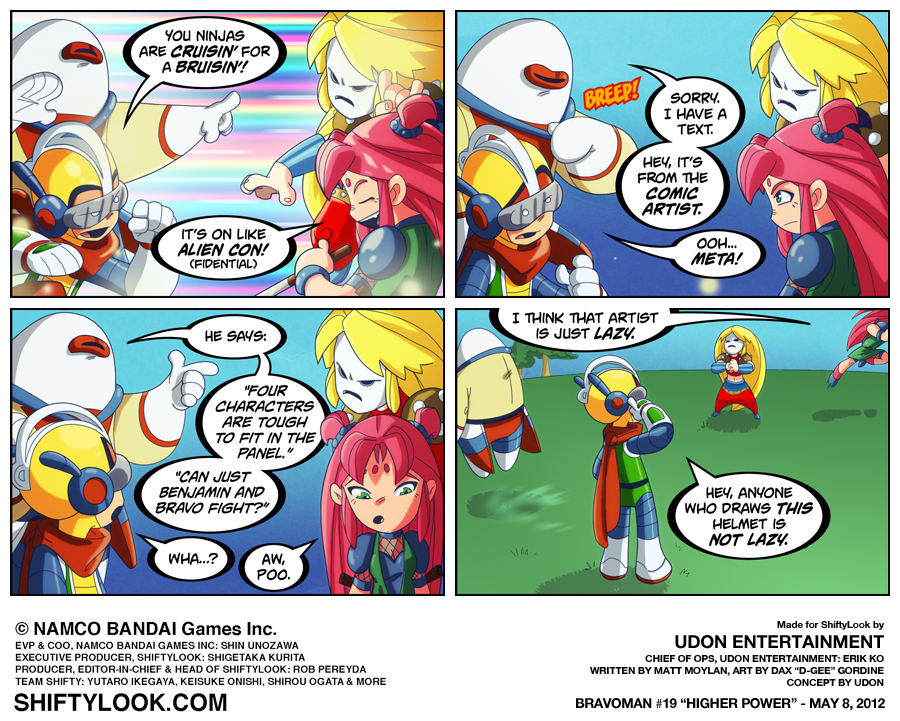 YOU NINJAS
ARE CRUISIN' FOR
A BRUISIN'!
IT'S ON LIKE
ALIEN CON!
(FIDENTIAL)
BREEP!
SORRY.
I HAVE A
TEXT.
HEY, IT'S
FROM THE
COMIC
ARTIST.
OOH...
META!
HE SAYS:
"FOUR
CHARACTERS
ARE TOUGH
TO FIT IN THE
PANEL."
"CAN JUST
BENJAMIN AND
BRAVO FIGHT?"
WHA...?
AW,
POO.
I THINK THAT ARTIST
IS JUST LAZY.
HEY, ANYONE
WHO DRAWS THIS
HELMET IS
NOT LAZY.
© NAMCO BANDAI Games Inc.
EVP & COO, NAMCO BANDAI GAMES INC: SHIN UNOZAWA
EXECUTIVE PRODUCER, SHIFTYLOOK: SHIGETAKA KURITA
PRODUCER, EDITOR-IN-CHIEF & HEAD OF SHIFTYLOOK: ROB PEREYDA
TEAM SHIFTY: YUTARO IKEGAYA, KEISUKE ONISHI, SHIROU OGATA & MORE
SHIFTYLOOK.COM
Made for ShiftyLook by
UDON ENTERTAINMENT
CHIEF OF OPS, UDON ENTERTAINMENT: ERIK KO
WRITTEN BY MATT MOYLAN, ART BY DAX "D-GEE" GORDINE
CONCEPT BY UDON
BRAVOMAN #19 "HIGHER POWER" - MAY 8, 2012